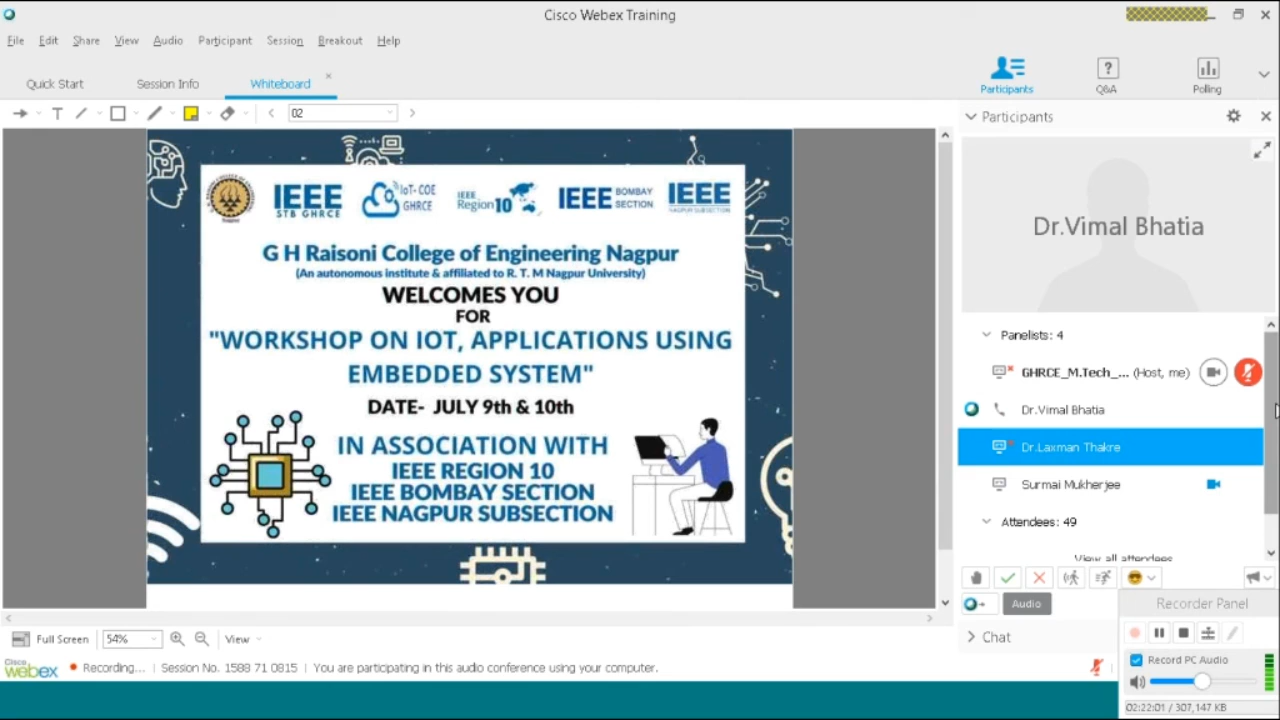 Cisco Webex Training
File Edit Share View Audio Participant Session Breakout Help
Quick Start Session Info Whiteboard
Participants Q&A Polling
T 02
Participants
IEEE STB GHRCE
IoT-COE GHRCE
IEEE Region 10
IEEE BOMBAY SECTION
IEEE NAGPUR SUBSECTION
G H Raisoni College of Engineering Nagpur
(An autonomous institute & affiliated to R. T. M Nagpur University)
WELCOMES YOU
FOR
"WORKSHOP ON IOT, APPLICATIONS USING
EMBEDDED SYSTEM"
DATE- JULY 9th & 10th
IN ASSOCIATION WITH
IEEE REGION 10
IEEE BOMBAY SECTION
IEEE NAGPUR SUBSECTION
Dr.Vimal Bhatia
Panelists: 4
GHRCE_M.Tech_... (Host, me)
Dr.Vimal Bhatia
Dr.Laxman Thakre
Surmai Mukherjee
Attendees: 49
View all attendees
Audio
Chat
Recorder Panel
Record PC Audio
02:22:01 / 307,147 KB
Full Screen 54% View
Cisco webex Recording... Session No. 1588 71 0815 You are participating in this audio conference using your computer.